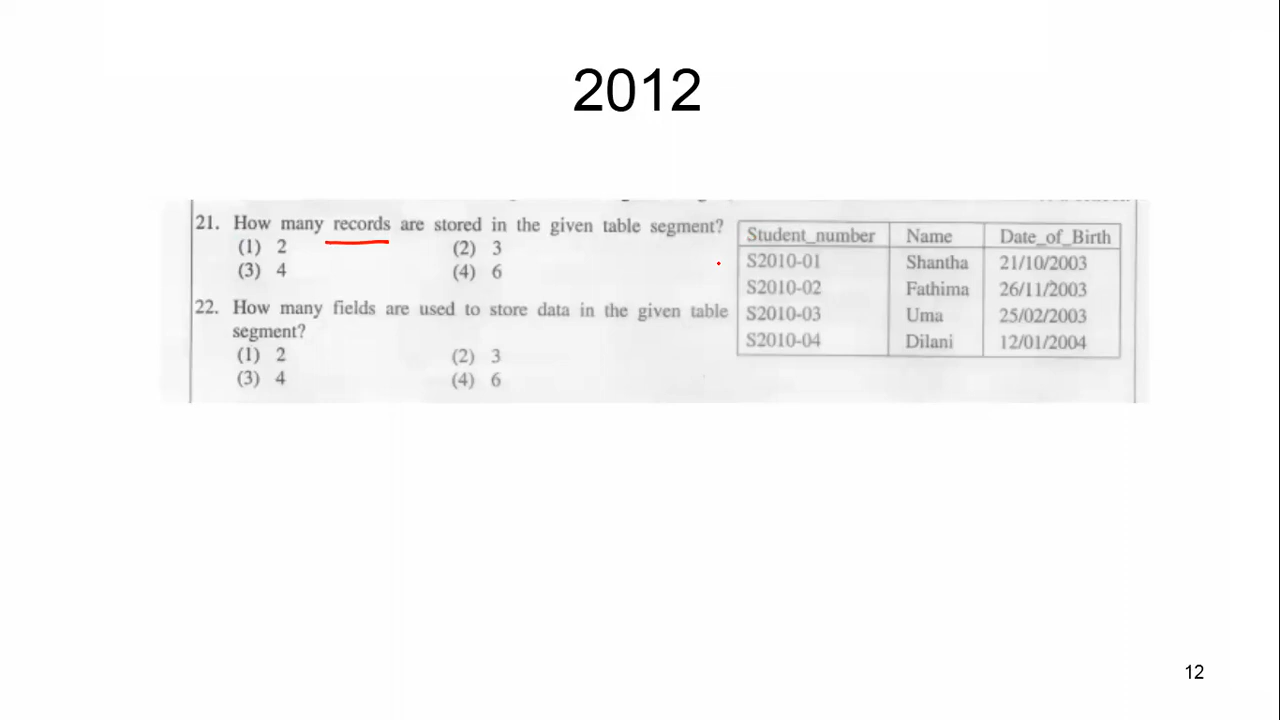 2012
21. How many records are stored in the given table segment?
(1) 2 (2) 3
(3) 4 (4) 6
22. How many fields are used to store data in the given table
segment?
(1) 2 (2) 3
(3) 4 (4) 6
Student_number Name Date_of_Birth
S2010-01 Shantha 21/10/2003
S2010-02 Fathima 26/11/2003
S2010-03 Uma 25/02/2003
S2010-04 Dilani 12/01/2004
12